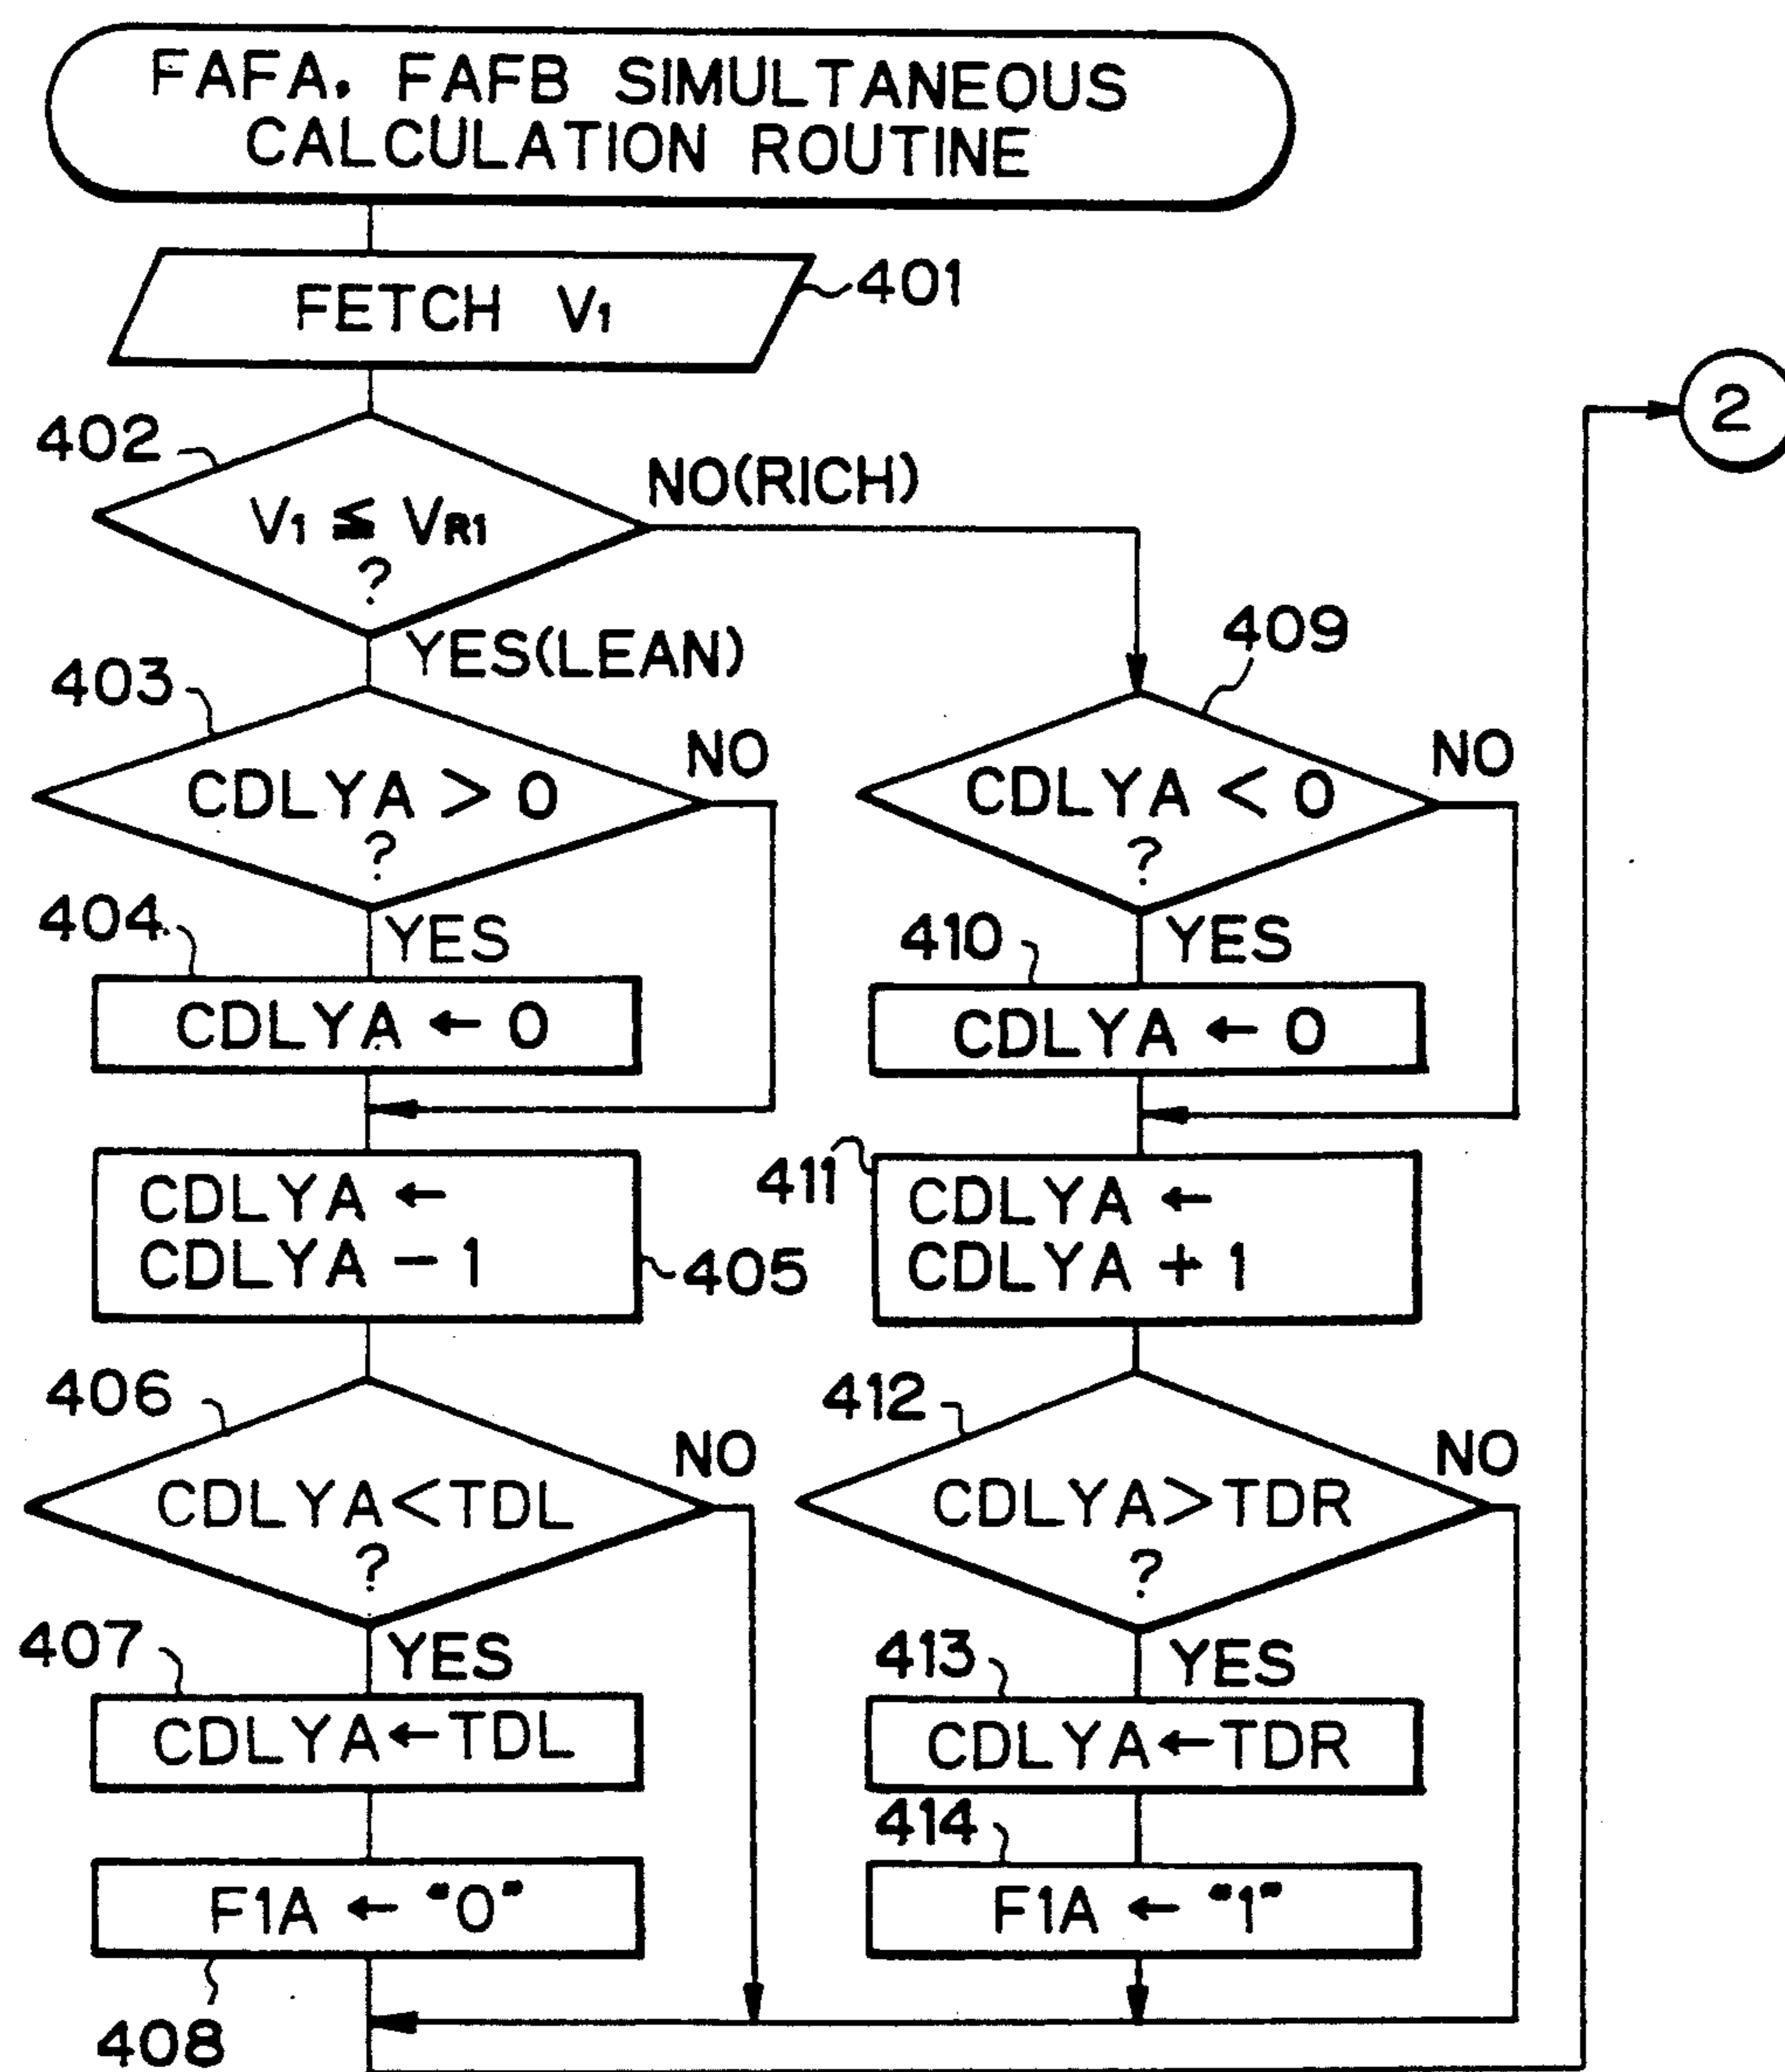 FAFA. FAFB SIMULTANEOUS
CALCULATION ROUTINE
FETCH V1
401
2
402
V1 ≦ VR1
?
NO(RICH)
YES(LEAN)
403
CDLYA > 0
?
NO
YES
404
CDLYA ← 0
CDLYA ←
CDLYA - 1
405
406
CDLYA<TDL
?
NO
YES
407
CDLYA←TDL
F1A ← "0"
408
409
CDLYA < 0
?
NO
YES
410
CDLYA ← 0
411
CDLYA ←
CDLYA + 1
412
CDLYA>TDR
?
NO
YES
413
CDLYA←TDR
414
F1A ← "1"